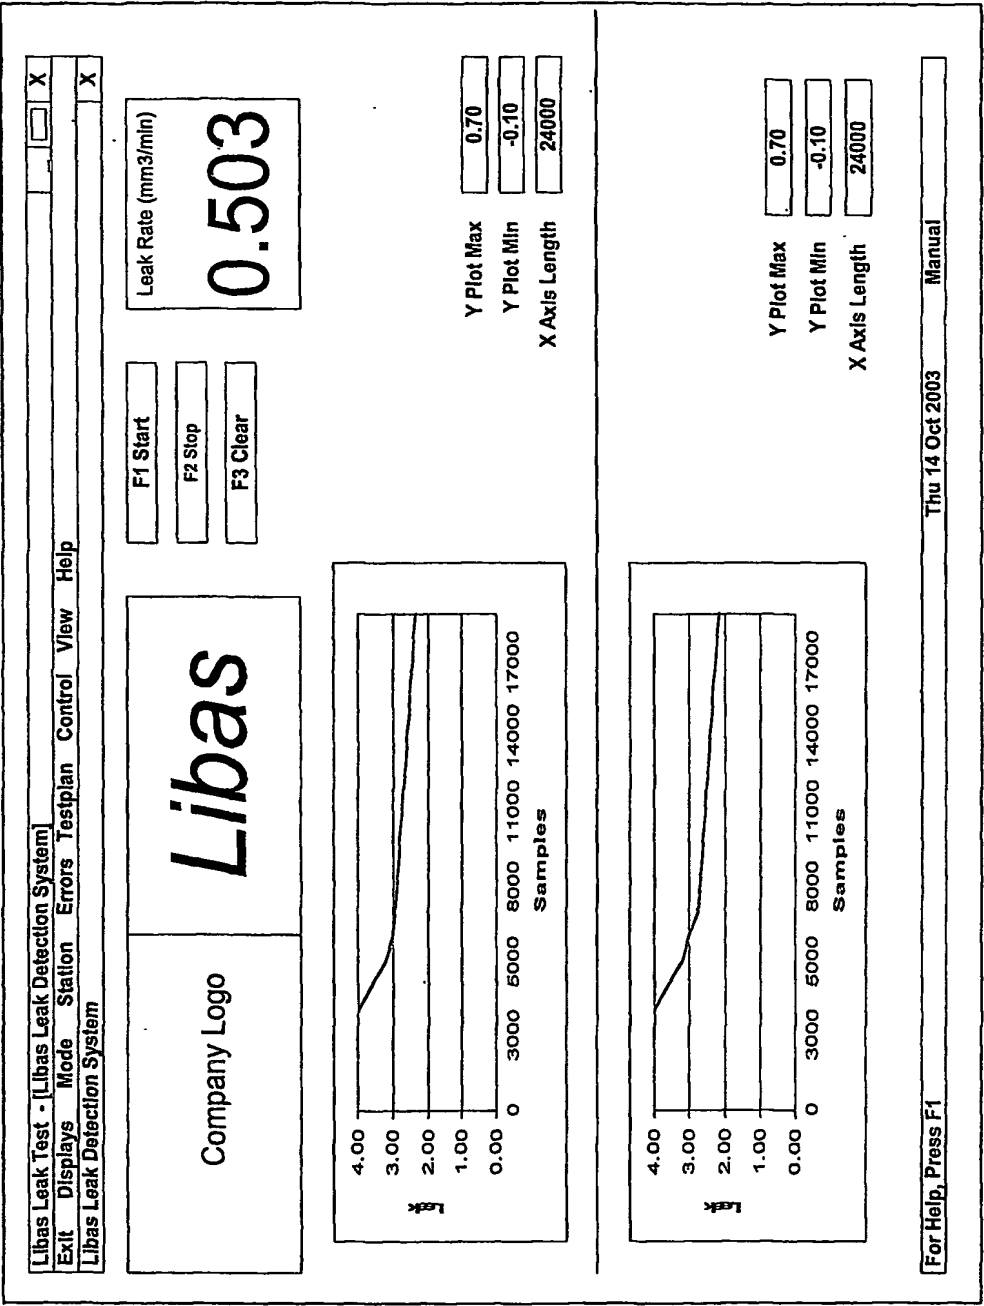 Libas Leak Test - [Libas Leak Detection System] X
Exit Displays Mode Station Errors Testplan Control View Help
Libas Leak Detection System X
Company Logo
Libas
F1 Start
F2 Stop
F3 Clear
Leak Rate (mm3/min)
0.503
4.00
3.00
2.00
1.00
0.00
Leak
0 3000 5000 8000 11000 14000 17000
Samples
Y Plot Max 0.70
Y Plot Min -0.10
X Axis Length 24000
4.00
3.00
2.00
1.00
0.00
Leak
0 3000 5000 8000 11000 14000 17000
Samples
Y Plot Max 0.70
Y Plot Min -0.10
X Axis Length 24000
For Help, Press F1 Thu 14 Oct 2003 Manual